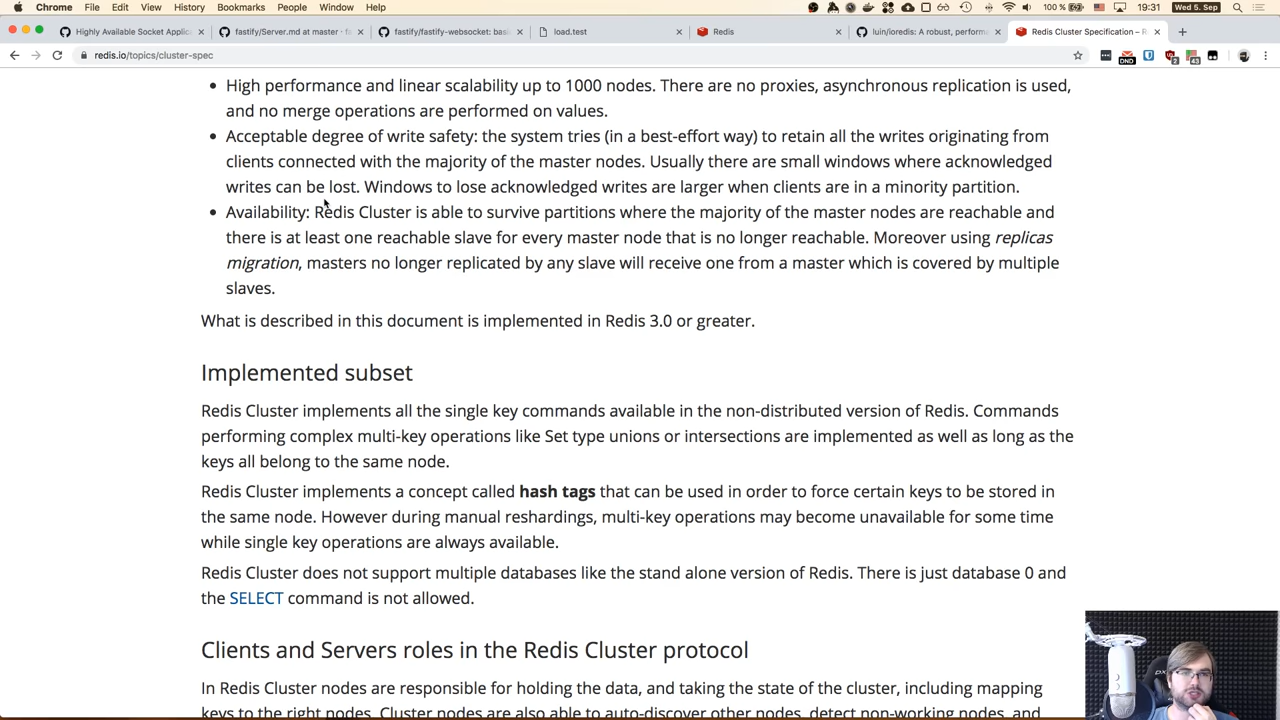 Chrome File Edit View History Bookmarks People Window Help 100 % Wed 5. Sep 19:31
Highly Available Socket Applic fastify/Server.md at master · f fastify/fastify-websocket: basi load.test Redis luin/ioredis: A robust, perform Redis Cluster Specification – R
redis.io/topics/cluster-spec DND 2 43
High performance and linear scalability up to 1000 nodes. There are no proxies, asynchronous replication is used,
and no merge operations are performed on values.
Acceptable degree of write safety: the system tries (in a best-effort way) to retain all the writes originating from
clients connected with the majority of the master nodes. Usually there are small windows where acknowledged
writes can be lost. Windows to lose acknowledged writes are larger when clients are in a minority partition.
Availability: Redis Cluster is able to survive partitions where the majority of the master nodes are reachable and
there is at least one reachable slave for every master node that is no longer reachable. Moreover using replicas
migration, masters no longer replicated by any slave will receive one from a master which is covered by multiple
slaves.
What is described in this document is implemented in Redis 3.0 or greater.
Implemented subset
Redis Cluster implements all the single key commands available in the non-distributed version of Redis. Commands
performing complex multi-key operations like Set type unions or intersections are implemented as well as long as the
keys all belong to the same node.
Redis Cluster implements a concept called hash tags that can be used in order to force certain keys to be stored in
the same node. However during manual reshardings, multi-key operations may become unavailable for some time
while single key operations are always available.
Redis Cluster does not support multiple databases like the stand alone version of Redis. There is just database 0 and
the SELECT command is not allowed.
Clients and Servers roles in the Redis Cluster protocol
In Redis Cluster nodes are responsible for holding the data, and taking the state of the cluster, including mapping
keys to the right nodes.